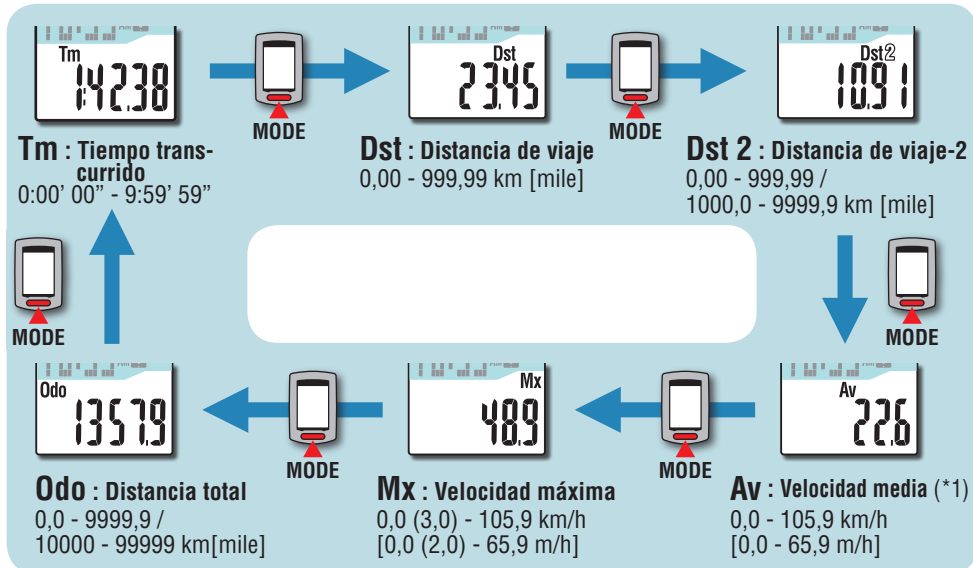 Tm
1:42.38
MODE
Dst
23.45
MODE
Dst2
10.91
Tm : Tiempo trans-
currido
0:00’ 00” - 9:59’ 59”
Dst : Distancia de viaje
0,00 - 999,99 km [mile]
Dst 2 : Distancia de viaje-2
0,00 - 999,99 /
1000,0 - 9999,9 km [mile]
MODE
MODE
Odo
1357.9
MODE
Mx
48.9
MODE
Av
22.6
Odo : Distancia total
0,0 - 9999,9 /
10000 - 99999 km[mile]
Mx : Velocidad máxima
0,0 (3,0) - 105,9 km/h
[0,0 (2,0) - 65,9 m/h]
Av : Velocidad media (*1)
0,0 - 105,9 km/h
[0,0 - 65,9 m/h]